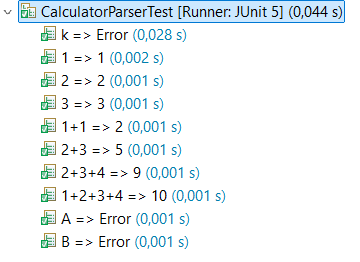 CalculatorParserTest [Runner: JUnit 5] (0,044 s)
k => Error (0,028 s)
1 => 1 (0,002 s)
2 => 2 (0,001 s)
3 => 3 (0,001 s)
1+1 => 2 (0,001 s)
2+3 => 5 (0,001 s)
2+3+4 => 9 (0,001 s)
1+2+3+4 => 10 (0,001 s)
A => Error (0,001 s)
B => Error (0,001 s)